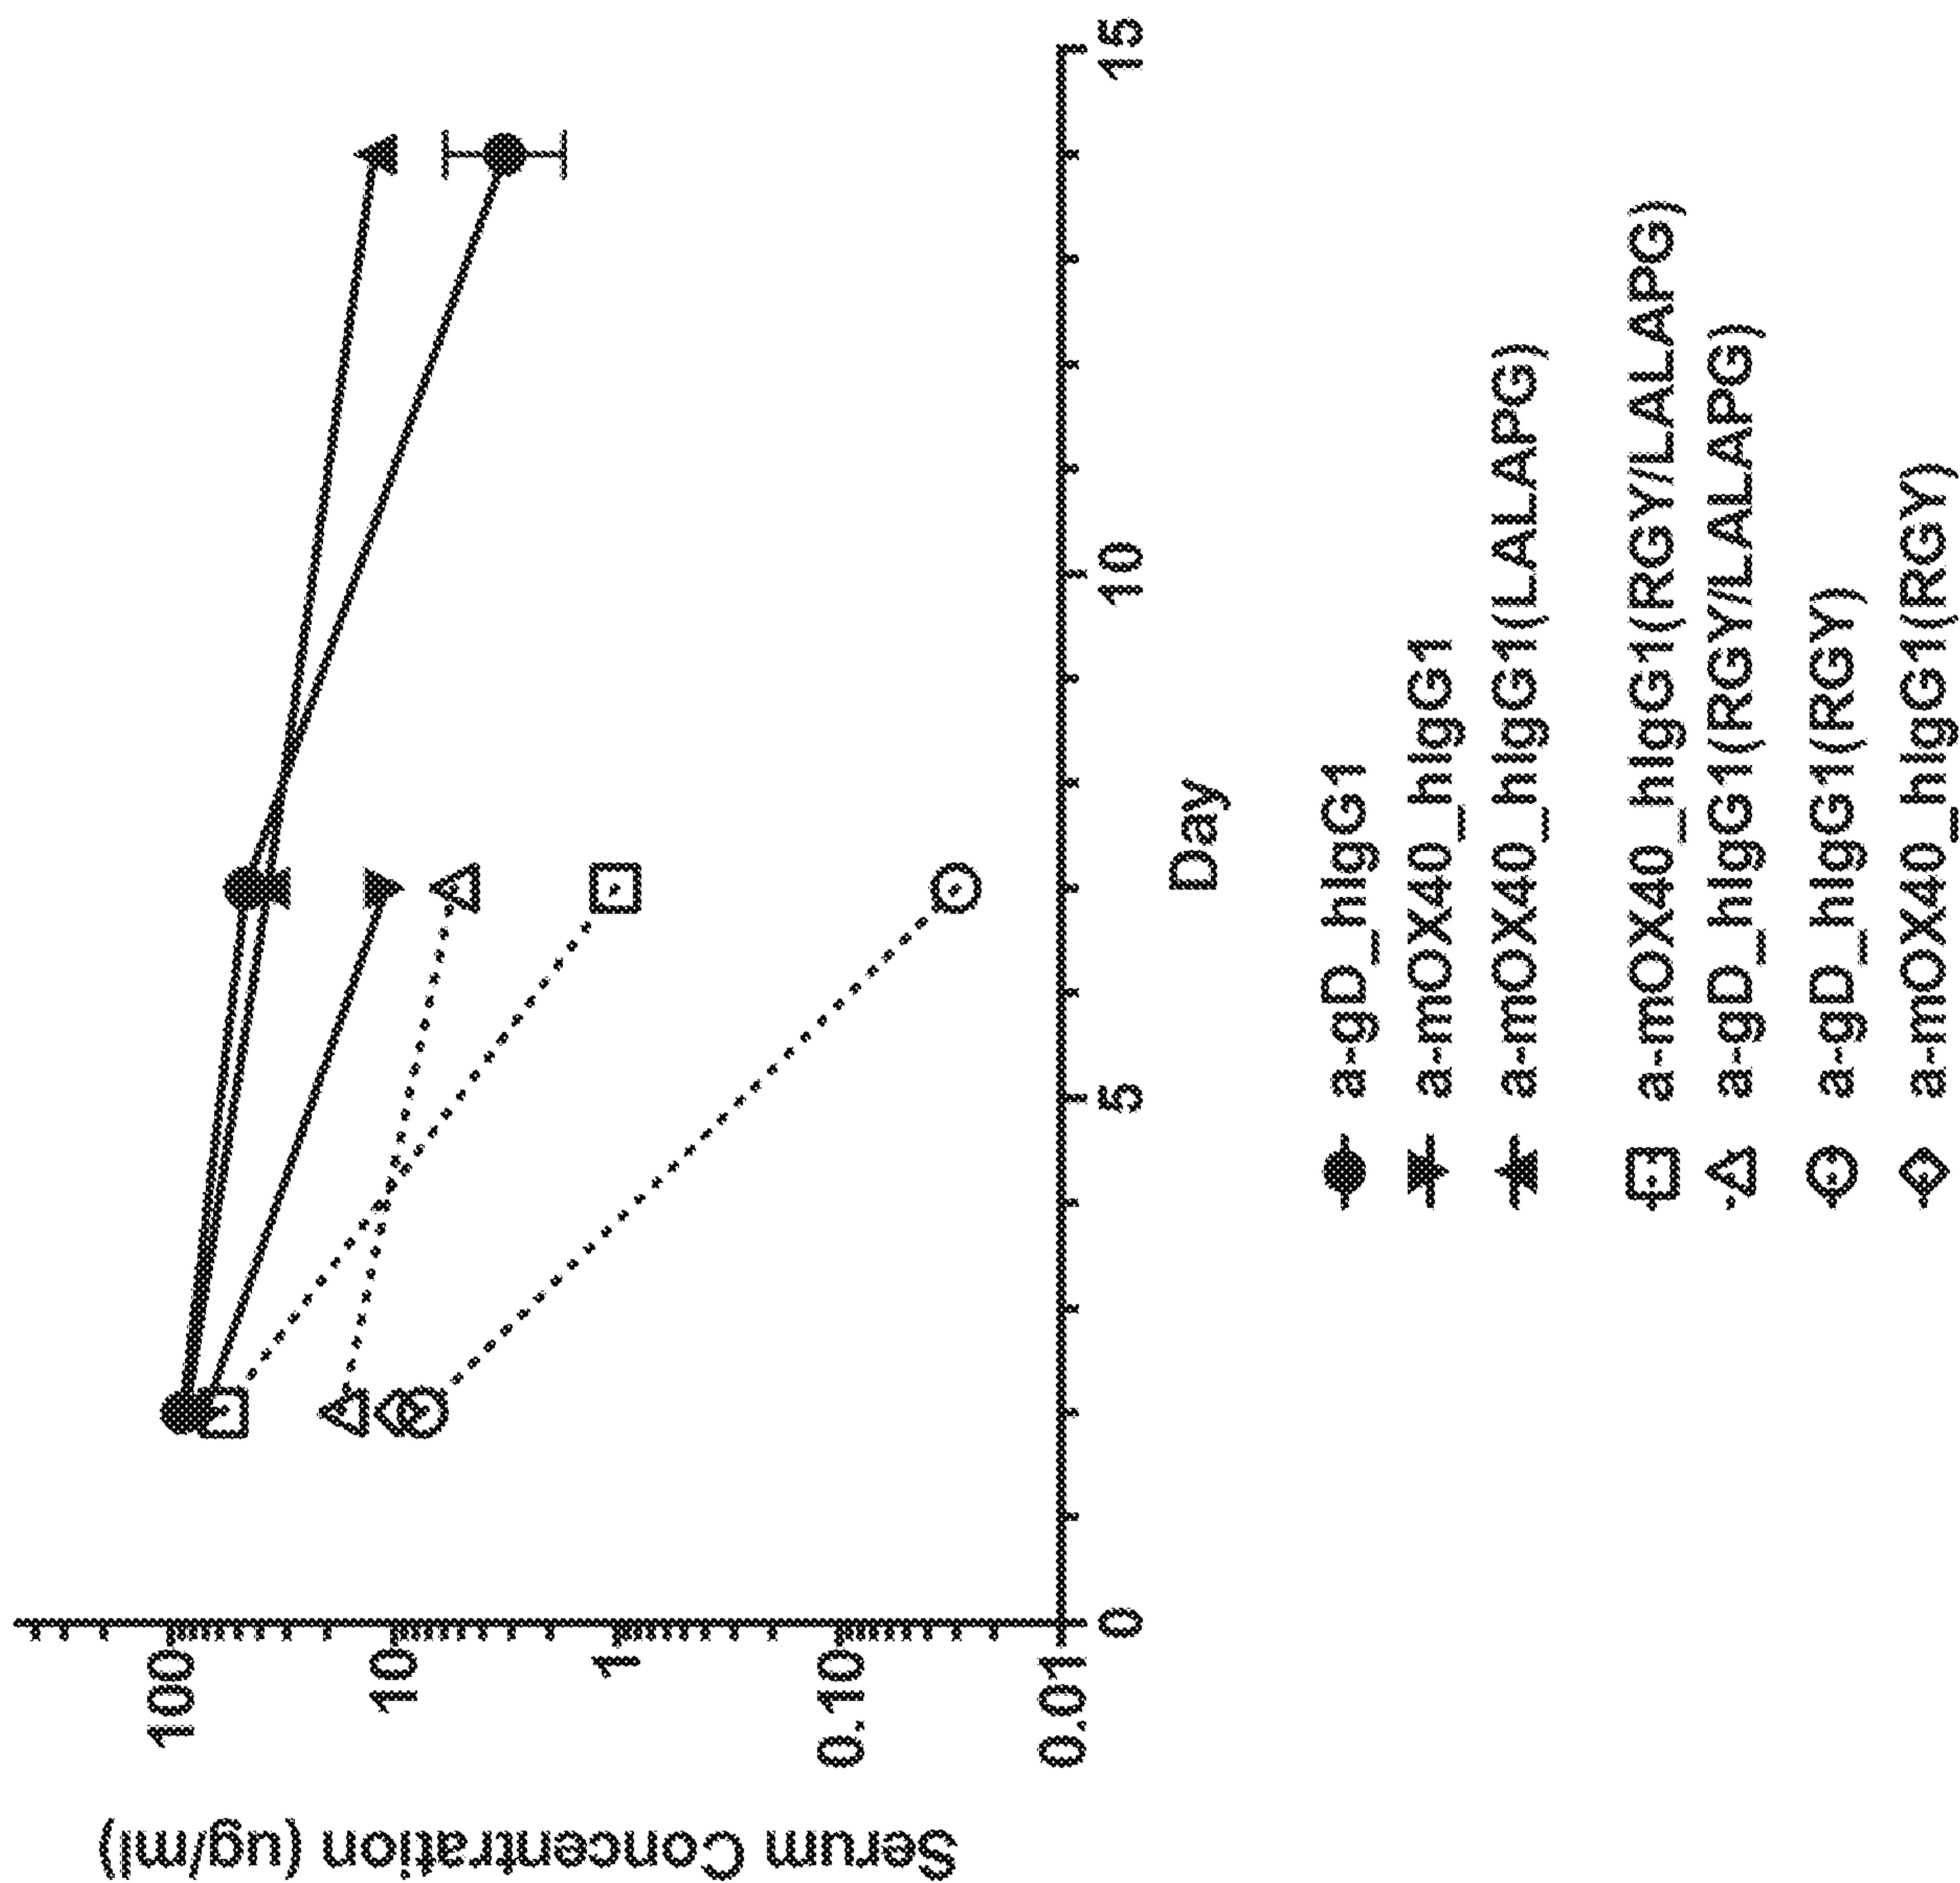 Serum Concentration (ug/ml)
100
10
1
0.10
0.01
0
5
10
15
Day
a-gD_hIgG1
a-mOX40_hIgG1
a-mOX40_hIgG1(LALAPG)
a-mOX40_hIgG1(RGY/LALAPG)
a-gD_hIgG1(RGY/LALAPG)
a-gD_hIgG1(RGY)
a-mOX40_hIgG1(RGY)